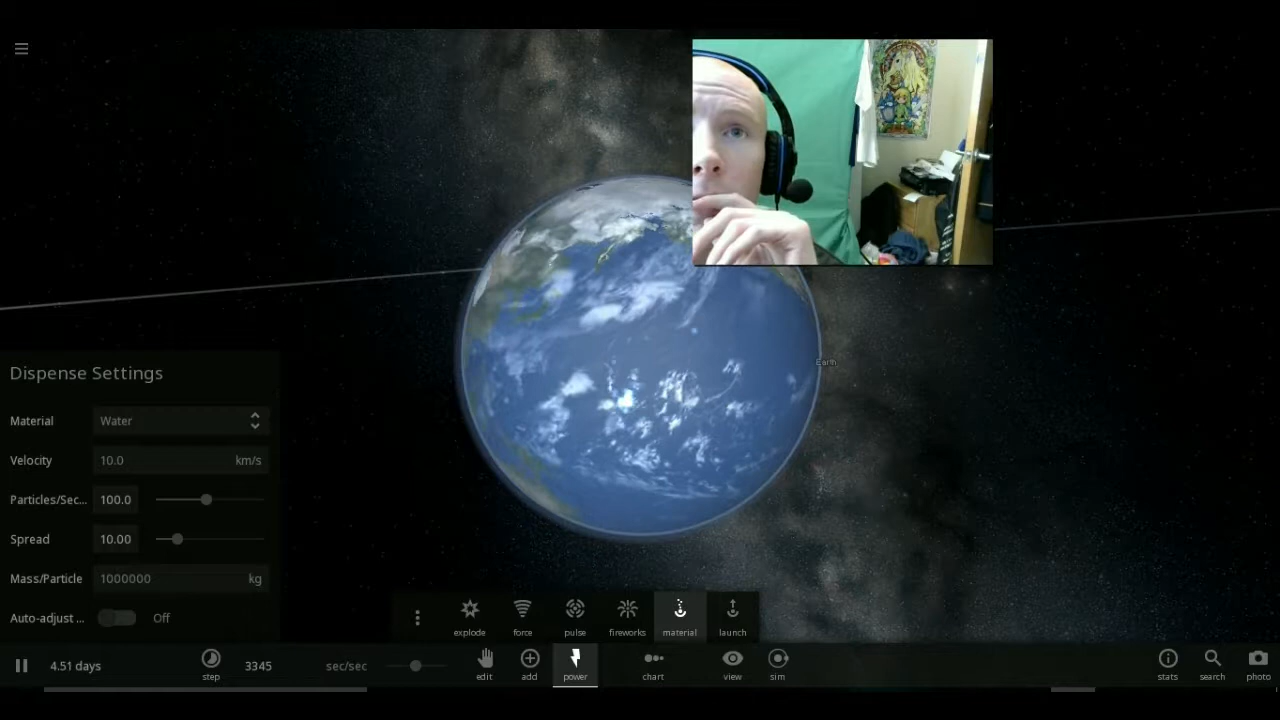 Earth
Dispense Settings
Material Water
Velocity 10.0 km/s
Particles/Sec... 100.0
Spread 10.00
Mass/Particle 1000000 kg
Auto-adjust ... Off
explode force pulse fireworks material launch
4.51 days step 3345 sec/sec edit add power chart view sim stats search photo